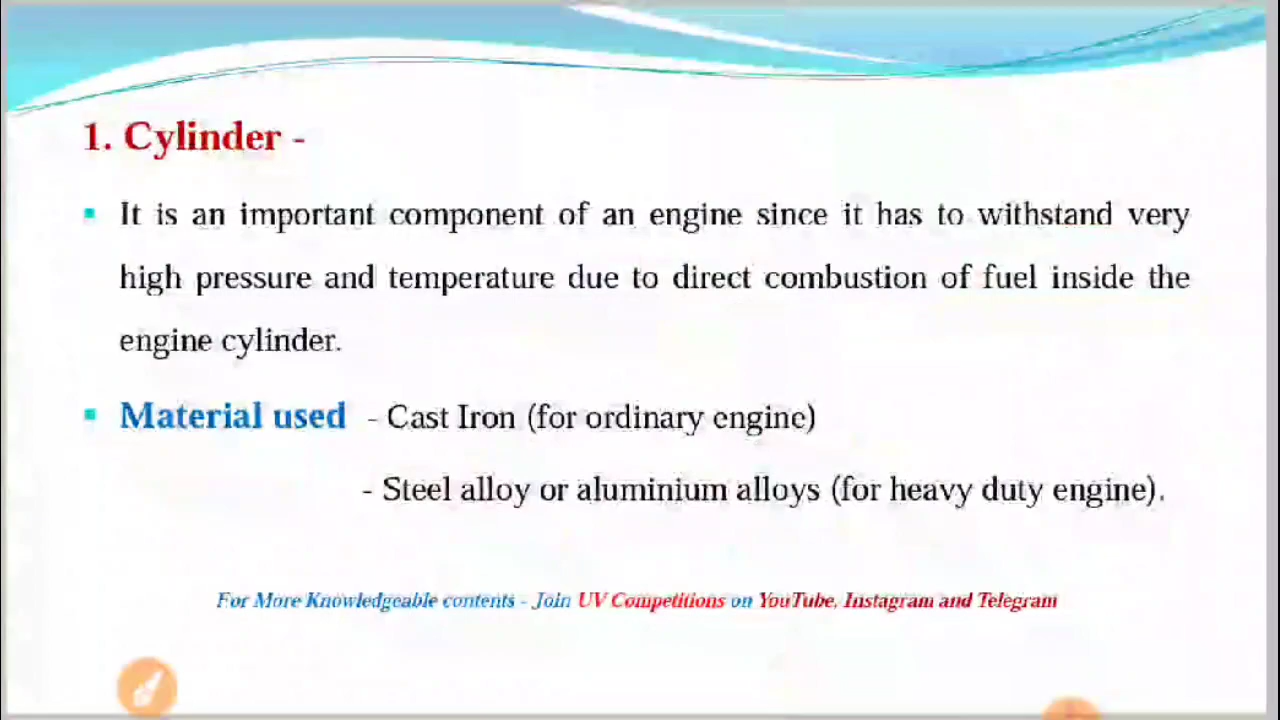 1. Cylinder -
It is an important component of an engine since it has to withstand very
high pressure and temperature due to direct combustion of fuel inside the
engine cylinder.
Material used - Cast Iron (for ordinary engine)
- Steel alloy or aluminium alloys (for heavy duty engine).
For More Knowledgeable contents - Join UV Competitions on YouTube, Instagram and Telegram